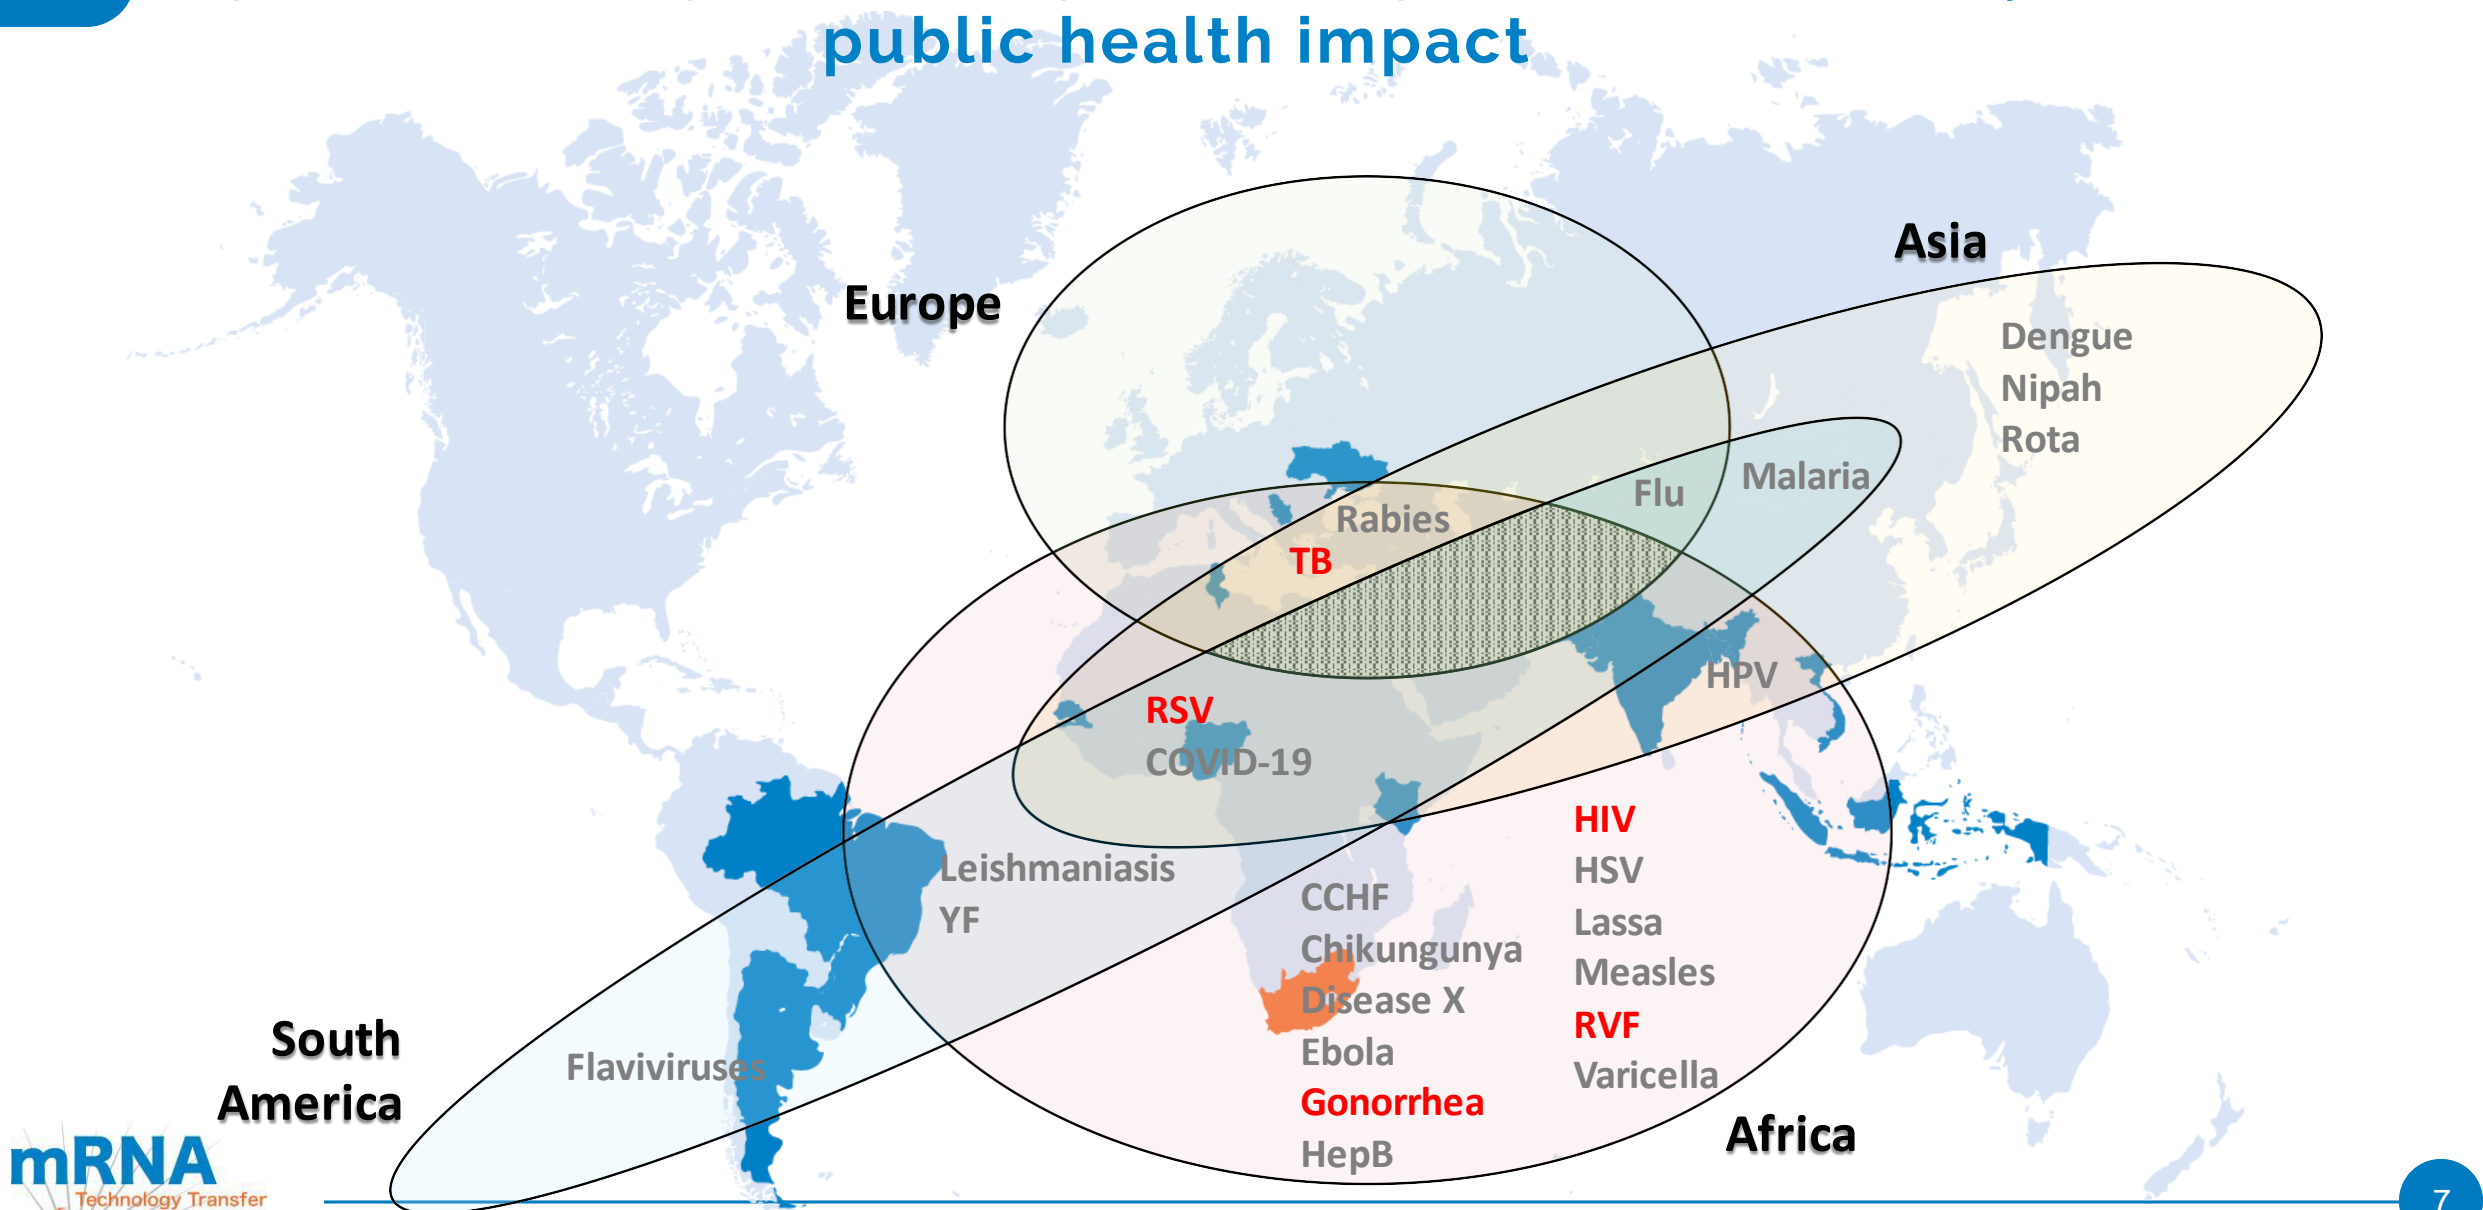 public health impact
Asia
Europe
Dengue
Nipah
Rota
Malaria
Flu
Rabies
TB
HPV
RSV
COVID-19
HIV
HSV
Lassa
Measles
RVF
Varicella
Leishmaniasis
YF
CCHF
Chikungunya
Disease X
Ebola
Gonorrhea
HepB
South
America
Flaviviruses
Africa
mRNA
Technology Transfer
7